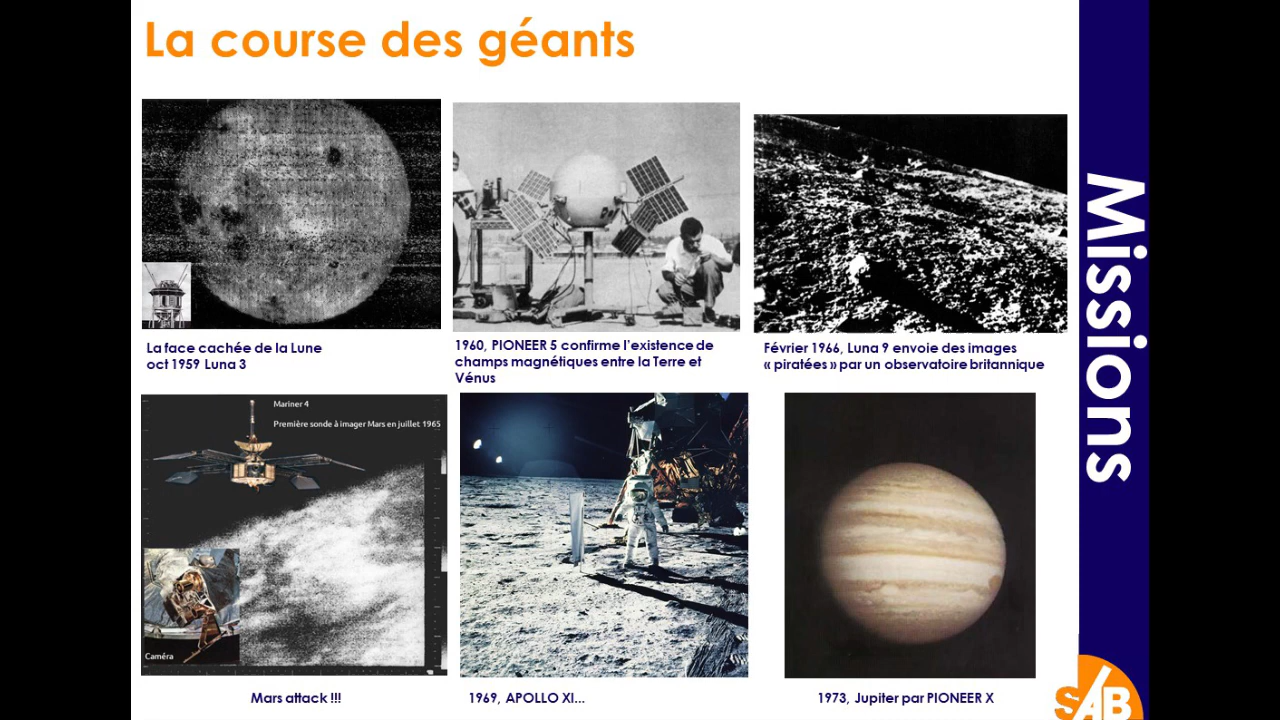 La course des géants
La face cachée de la Lune
oct 1959 Luna 3
1960, PIONEER 5 confirme l'existence de
champs magnétiques entre la Terre et
Vénus
Février 1966, Luna 9 envoie des images
« piratées » par un observatoire britannique
Mariner 4
Première sonde à imager Mars en juillet 1965
Caméra
Mars attack !!!
1969, APOLLO XI...
1973, Jupiter par PIONEER X
Missions
SAB